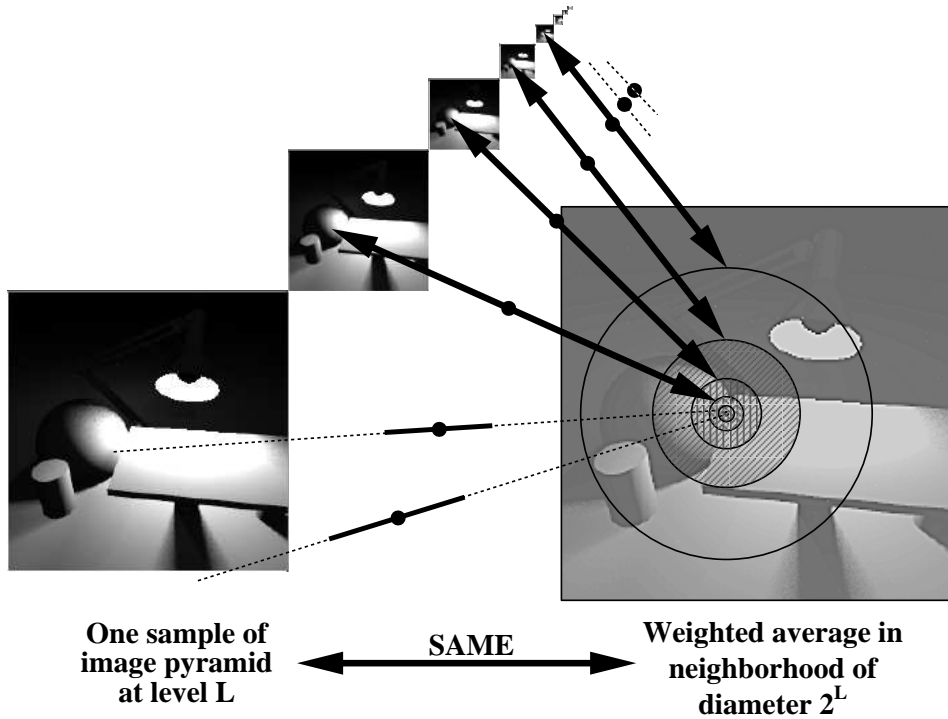 One sample of
image pyramid
at level L
SAME
Weighted average in
neighborhood of
diameter 2^L